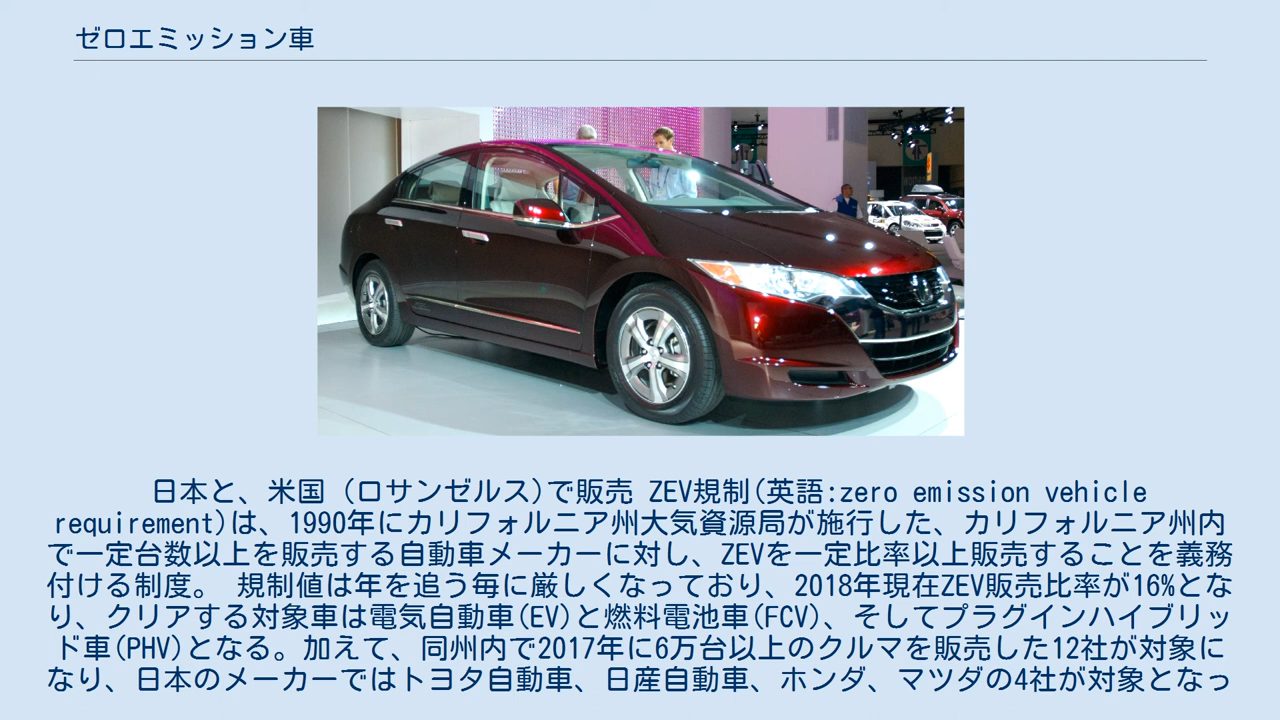 ゼロエミッション車
日本と、米国 (ロサンゼルス)で販売 ZEV規制(英語:zero emission vehicle
requirement)は、1990年にカリフォルニア州大気資源局が施行した、カリフォルニア州内
で一定台数以上を販売する自動車メーカーに対し、ZEVを一定比率以上販売することを義務
付ける制度。 規制値は年を追う毎に厳しくなっており、2018年現在ZEV販売比率が16%とな
り、クリアする対象車は電気自動車(EV)と燃料電池車(FCV)、そしてプラグインハイブリッ
ド車(PHV)となる。加えて、同州内で2017年に6万台以上のクルマを販売した12社が対象に
なり、日本のメーカーではトヨタ自動車、日産自動車、ホンダ、マツダの4社が対象となっ